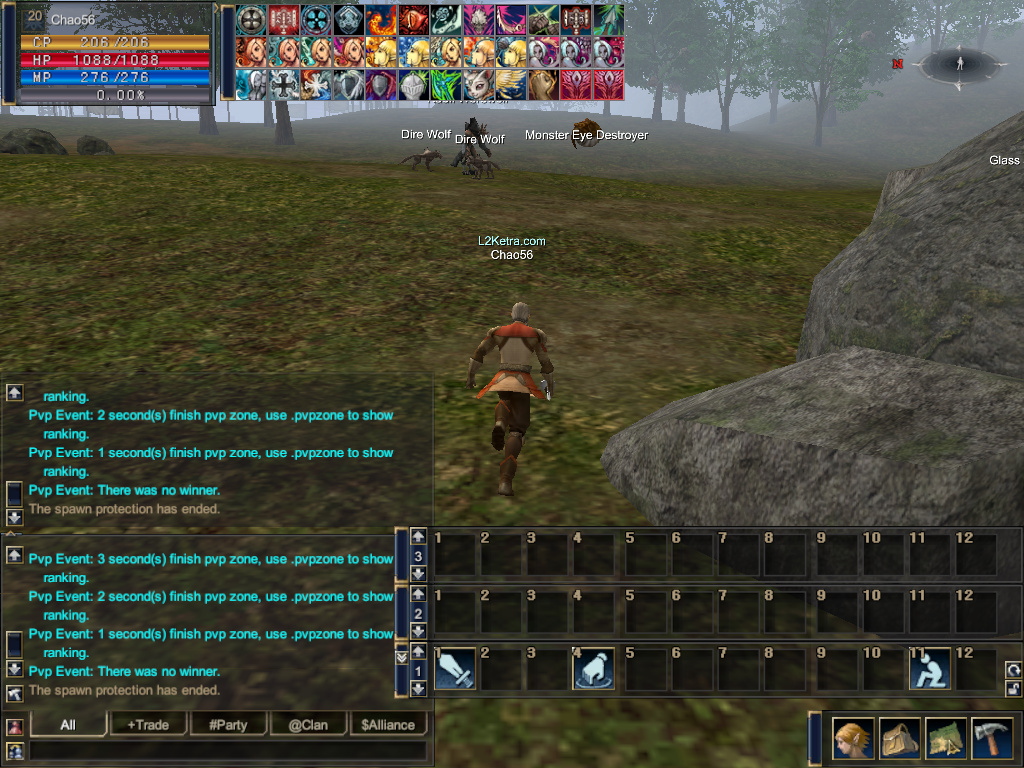 20 Chao56
CP 206/206
HP 1088/1088
MP 276/276
0.00%
N
Dire Wolf
Dire Wolf
Monster Eye Destroyer
Glass
L2Ketra.com
Chao56
ranking.
Pvp Event: 2 second(s) finish pvp zone, use .pvpzone to show
ranking.
Pvp Event: 1 second(s) finish pvp zone, use .pvpzone to show
ranking.
Pvp Event: There was no winner.
The spawn protection has ended.
Pvp Event: 3 second(s) finish pvp zone, use .pvpzone to show
ranking.
Pvp Event: 2 second(s) finish pvp zone, use .pvpzone to show
ranking.
Pvp Event: 1 second(s) finish pvp zone, use .pvpzone to show
ranking.
Pvp Event: There was no winner.
The spawn protection has ended.
3 1 2 3 4 5 6 7 8 9 10 11 12
2 1 2 3 4 5 6 7 8 9 10 11 12
1 2 3 4 5 6 7 8 9 10 11 12
All +Trade #Party @Clan $Alliance